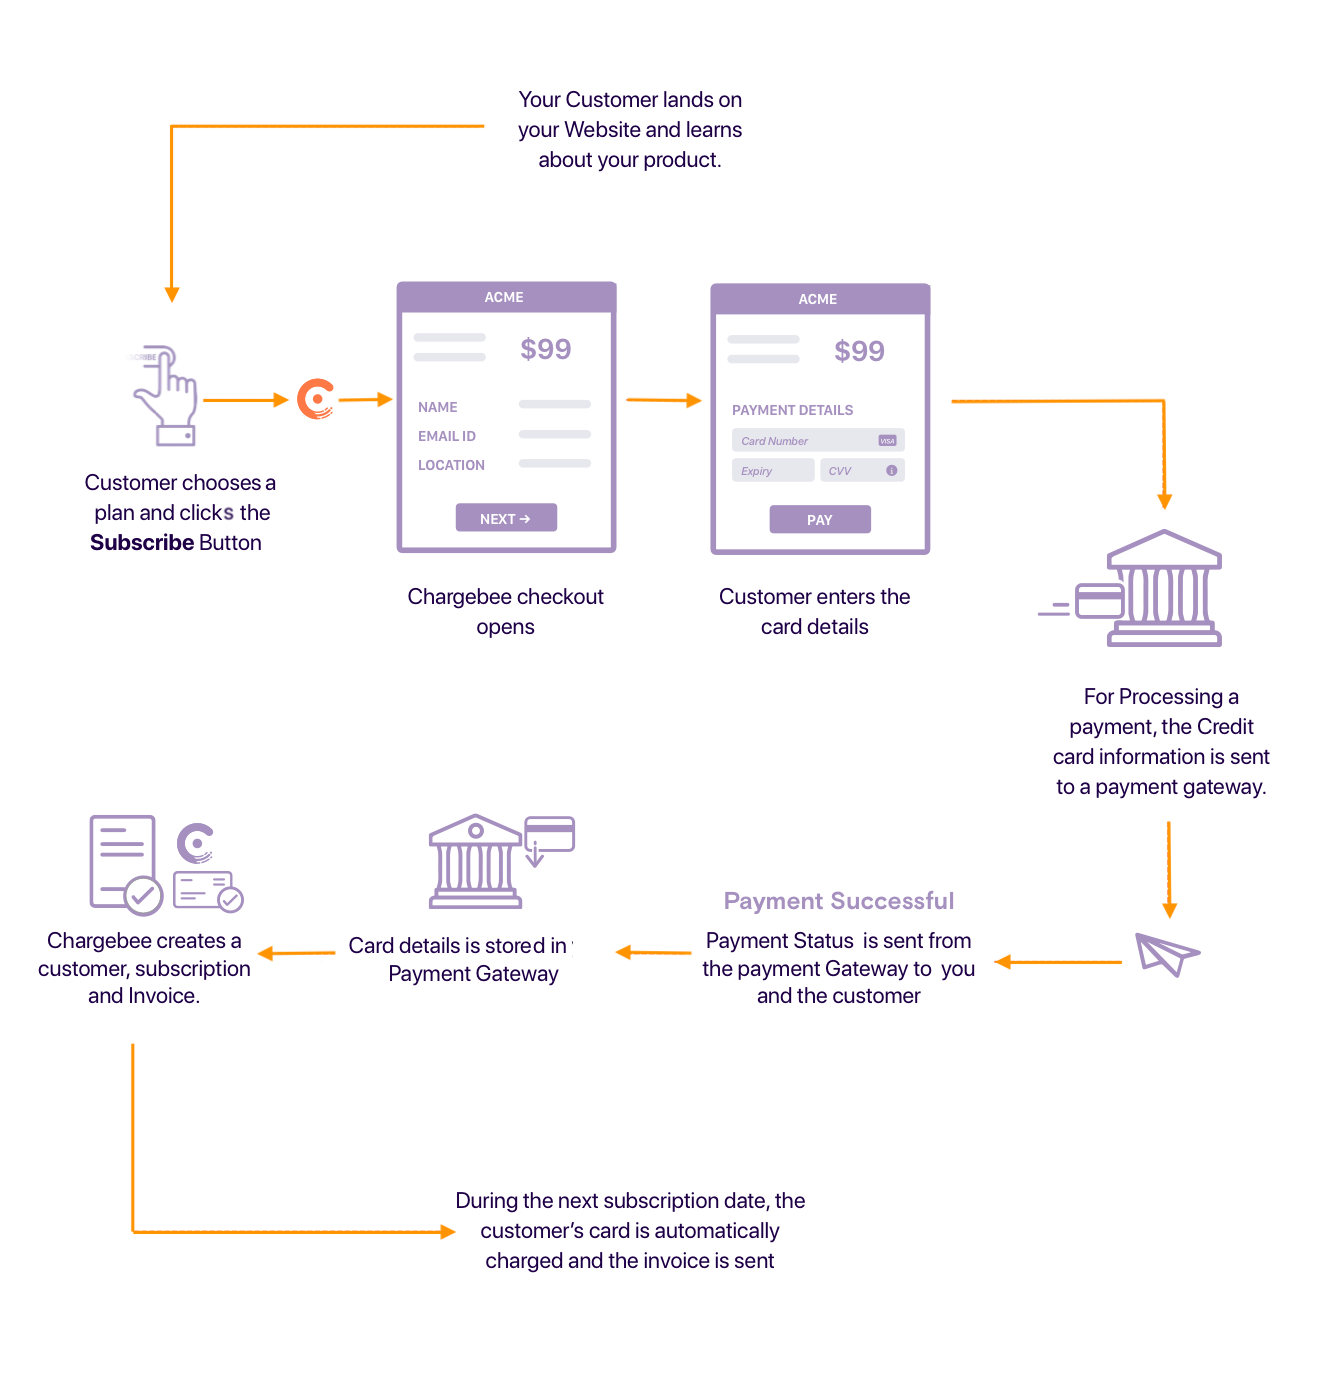 Your Customer lands on
your Website and learns
about your product.
ACME
$99
NAME
EMAIL ID
LOCATION
NEXT →
ACME
$99
PAYMENT DETAILS
Card Number
VISA
Expiry
CVV
i
PAY
Customer chooses a
plan and clicks the
Subscribe Button
Chargebee checkout
opens
Customer enters the
card details
For Processing a
payment, the Credit
card information is sent
to a payment gateway.
Payment Successful
Payment Status is sent from
the payment Gateway to you
and the customer
Card details is stored in
Payment Gateway
Chargebee creates a
customer, subscription
and Invoice.
During the next subscription date, the
customer's card is automatically
charged and the invoice is sent